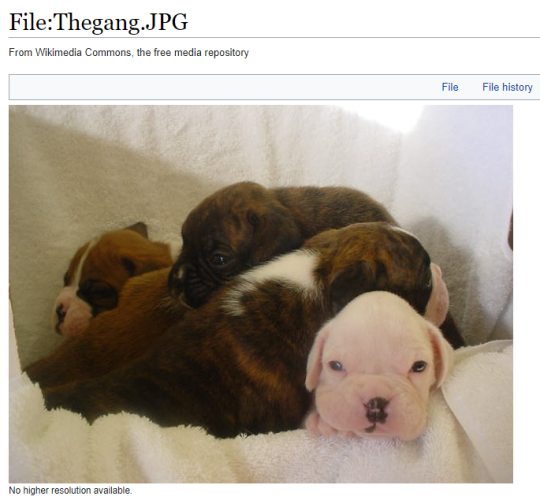 File:Thegang.JPG
From Wikimedia Commons, the free media repository
File File history
No higher resolution available.